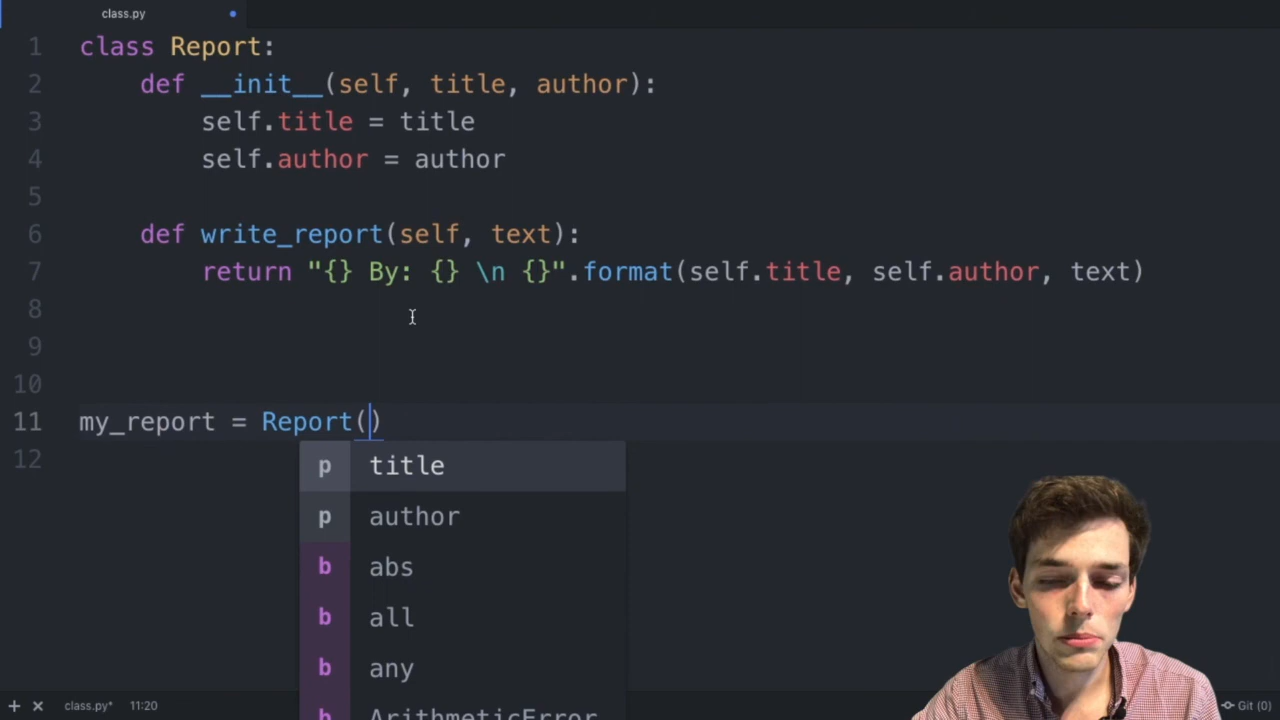 class.py
1 class Report:
2     def __init__(self, title, author):
3         self.title = title
4         self.author = author
5
6     def write_report(self, text):
7         return "{} By: {} \n {}".format(self.title, self.author, text)
8
9
10
11 my_report = Report()
12
p title
p author
b abs
b all
b any
b ArithmeticError
+ × class.py* 11:20 Git (0)